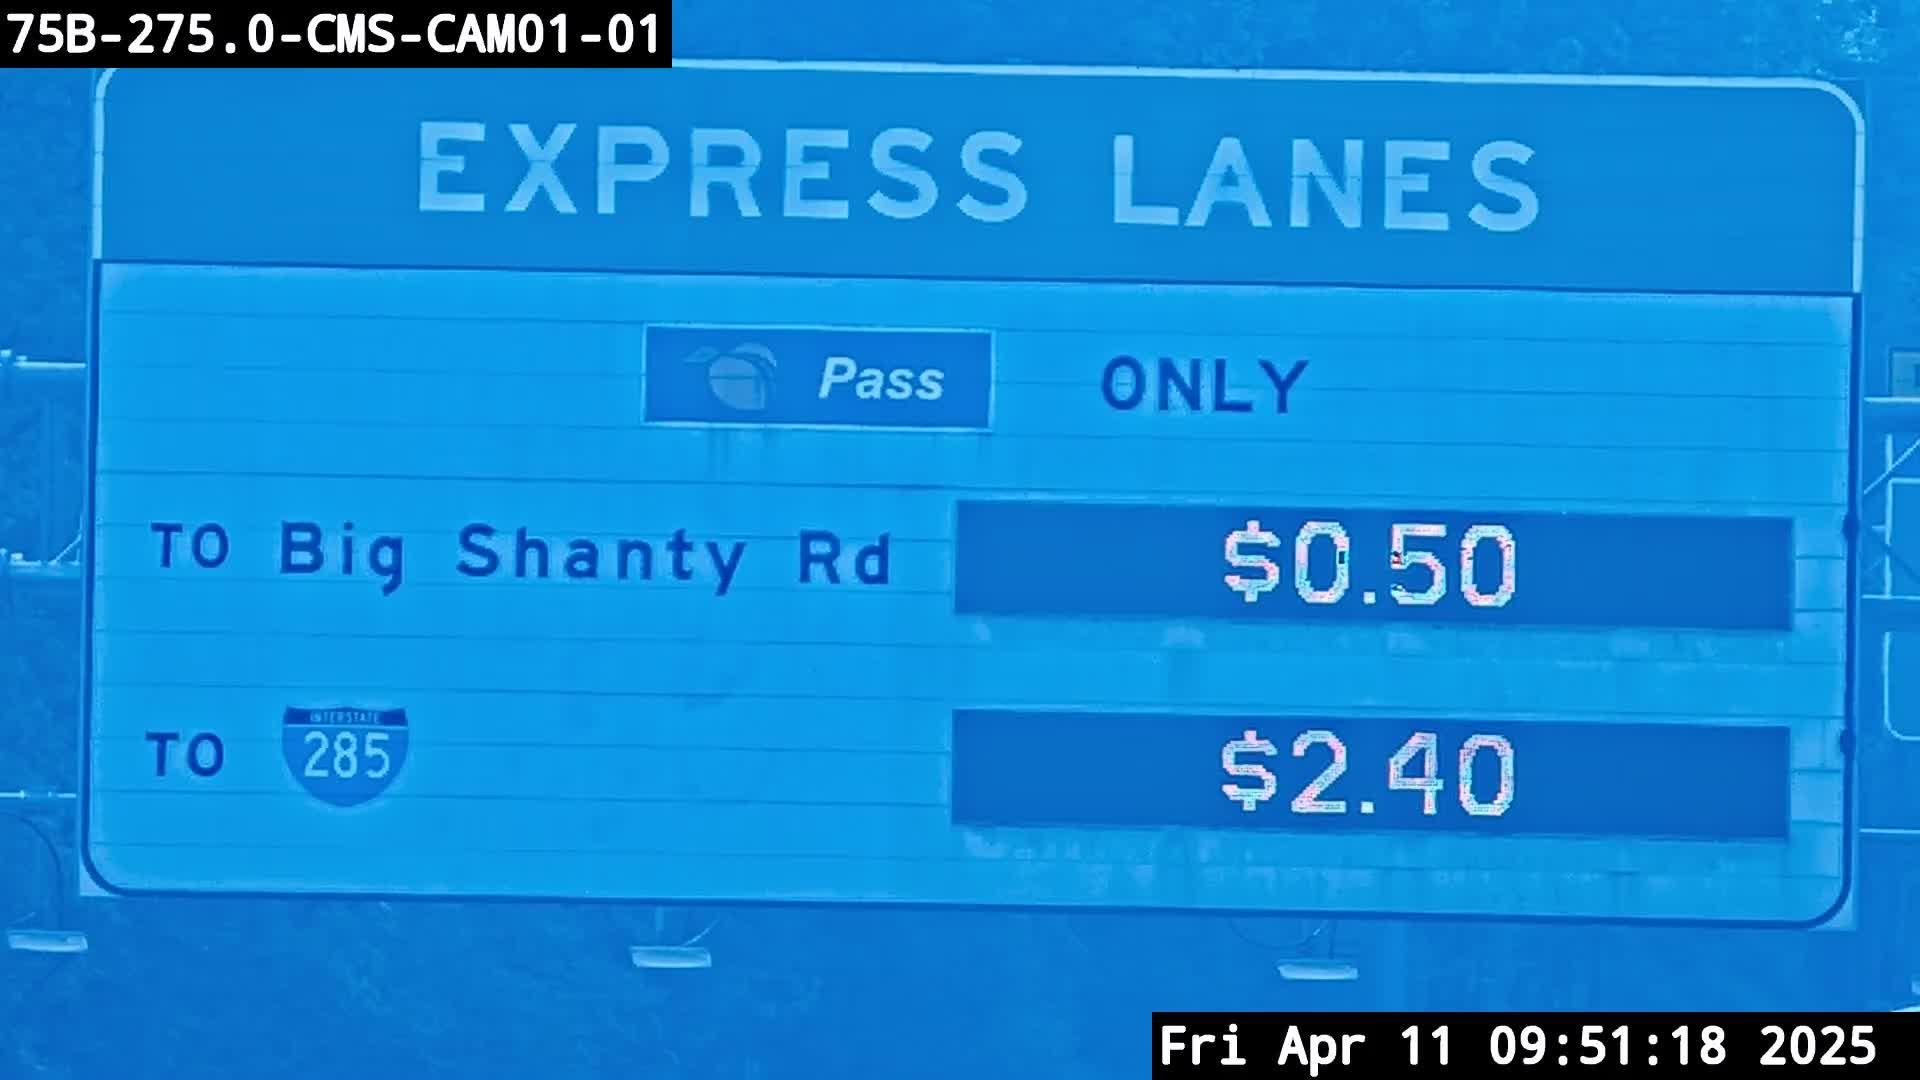 75B-275.0-CMS-CAM01-01
EXPRESS LANES
Pass ONLY
TO Big Shanty Rd $0.50
TO INTERSTATE 285 $2.40
Fri Apr 11 09:51:18 2025